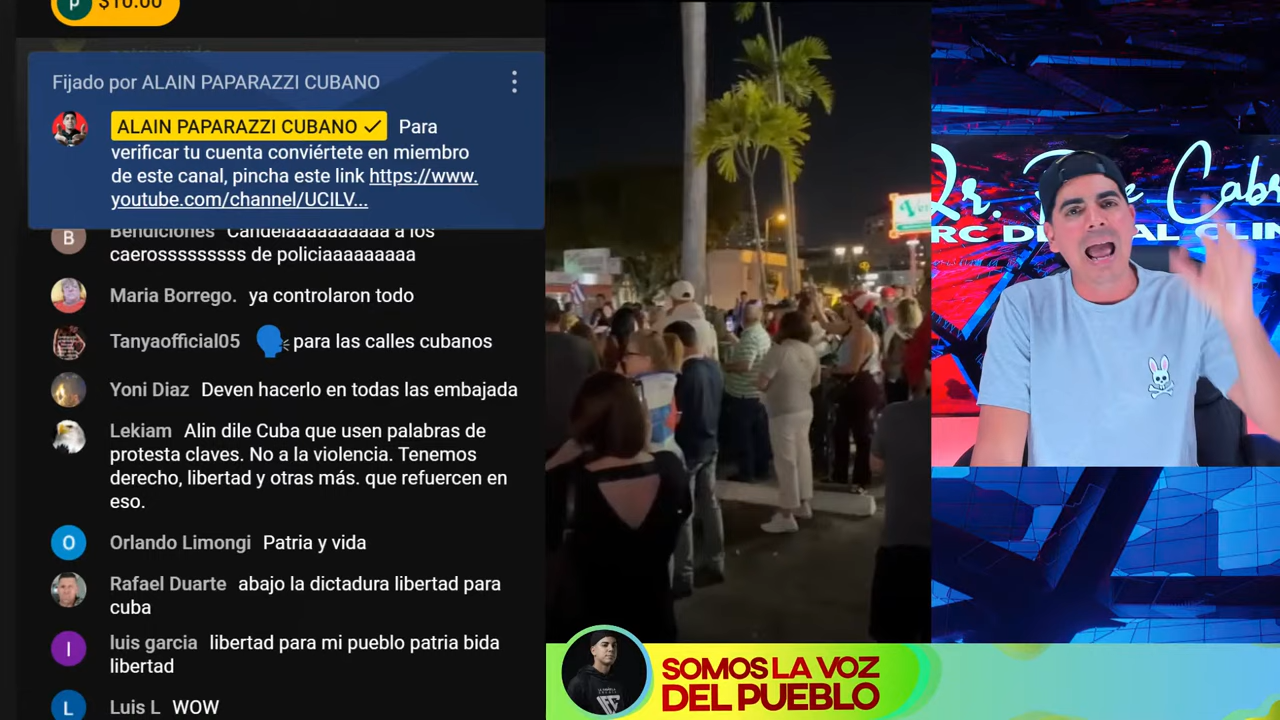 $10.00
Fijado por ALAIN PAPARAZZI CUBANO
ALAIN PAPARAZZI CUBANO Para
verificar tu cuenta conviértete en miembro
de este canal, pincha este link https://www.
youtube.com/channel/UCILV...
B Bendiciones Candelaaaaaaaaaa a los
caerosssssssss de policiaaaaaaaaa
Maria Borrego. ya controlaron todo
Tanyaofficial05 para las calles cubanos
Yoni Diaz Deven hacerlo en todas las embajada
Lekiam Alin dile Cuba que usen palabras de
protesta claves. No a la violencia. Tenemos
derecho, libertad y otras más. que refuercen en
eso.
O Orlando Limongi Patria y vida
Rafael Duarte abajo la dictadura libertad para
cuba
l luis garcia libertad para mi pueblo patria bida
libertad
L Luis L WOW
SOMOS LA VOZ
DEL PUEBLO